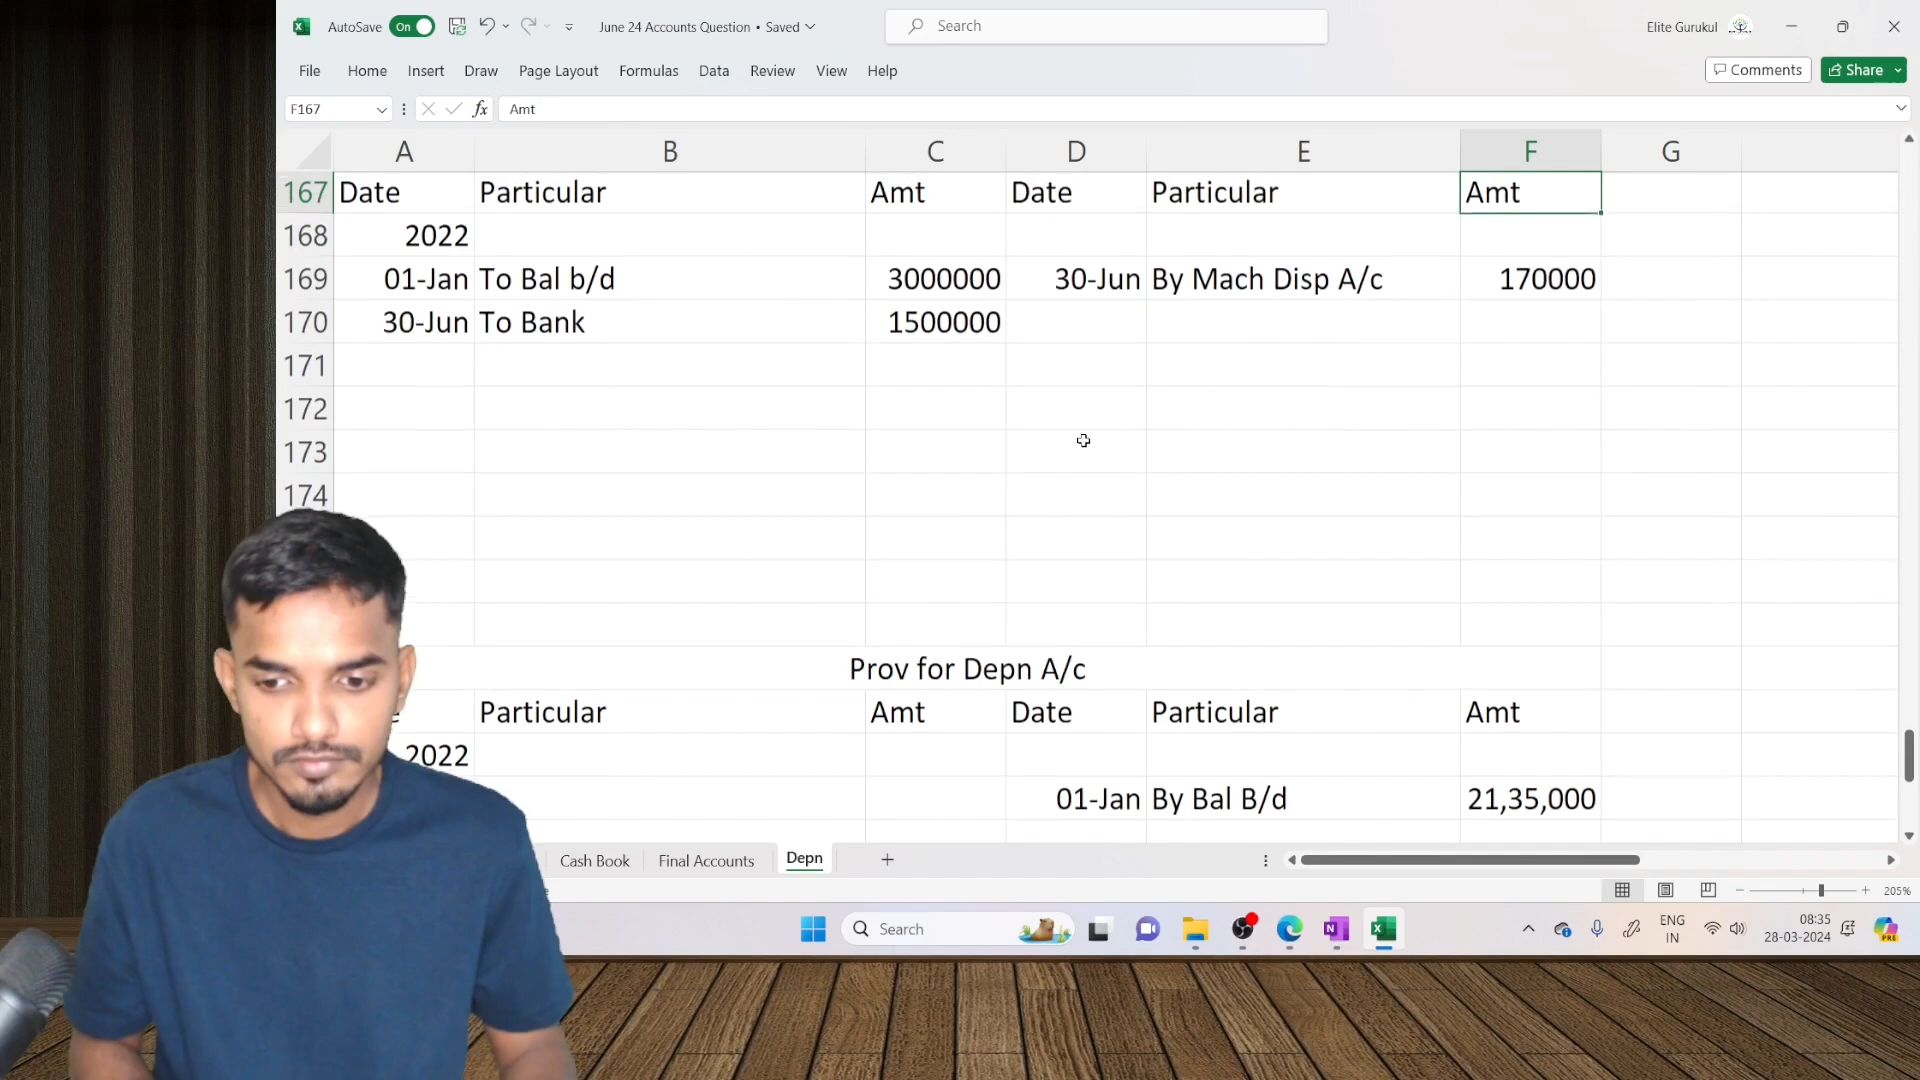 AutoSave On June 24 Accounts Question • Saved Search Elite Gurukul
File Home Insert Draw Page Layout Formulas Data Review View Help Comments Share
F167 fx Amt
A B C D E F G
167 Date Particular Amt Date Particular Amt
168 2022
169 01-Jan To Bal b/d 3000000 30-Jun By Mach Disp A/c 170000
170 30-Jun To Bank 1500000
171
172
173
174
Prov for Depn A/c
Particular Amt Date Particular Amt
2022
01-Jan By Bal B/d 21,35,000
Cash Book Final Accounts Depn
205%
Search ENG 08:35
IN 28-03-2024
PRE